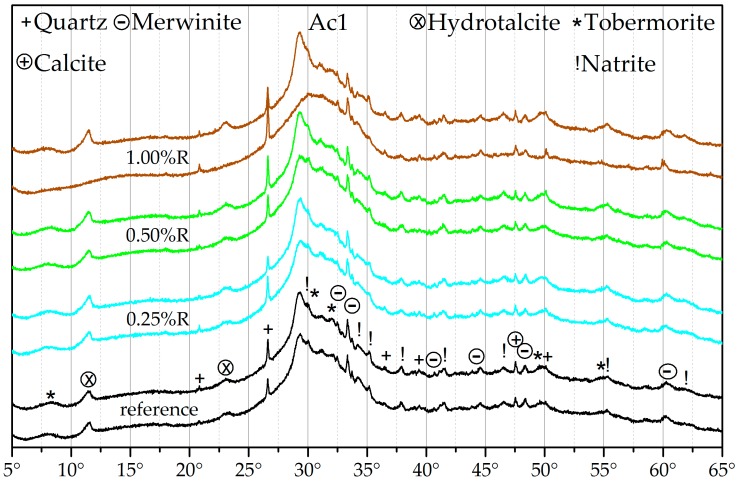 +Quartz ⊖Merwinite Ac1 ⓧHydrotalcite *Tobermorite
⊕Calcite !Natrite
1.00%R
0.50%R
0.25%R
! * ⊖ ⊖
* ! !
+ + ! + ⊖ ! ⊖ ! ⊕ ⊖ *+ *! ⊖ !
* ⓧ + ⓧ
reference
5° 10° 15° 20° 25° 30° 35° 40° 45° 50° 55° 60° 65°